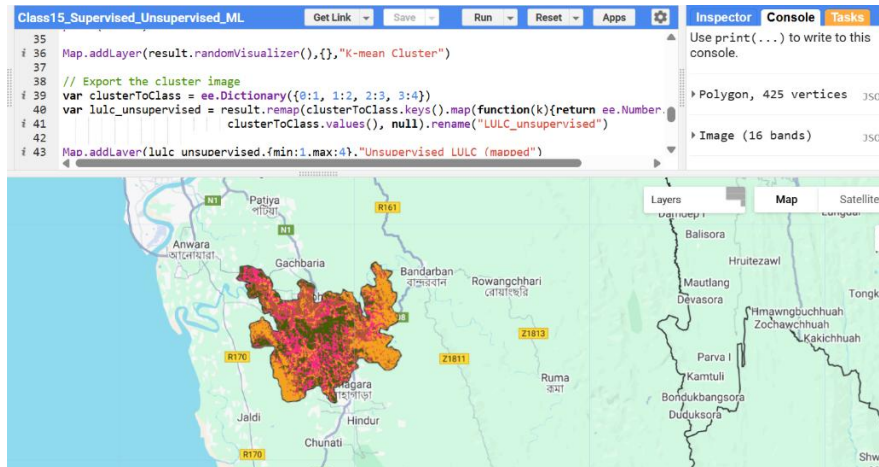 Class15_Supervised_Unsupervised_ML
Get Link
Save
Run
Reset
Apps
Inspector
Console
Tasks
35
i 36 Map.addLayer(result.randomVisualizer(),{},"K-mean Cluster")
37
38 // Export the cluster image
i 39 var clusterToClass = ee.Dictionary({0:1, 1:2, 2:3, 3:4})
40 var lulc_unsupervised = result.remap(clusterToClass.keys().map(function(k){return ee.Number.
i 41 clusterToClass.values(), null).rename("LULC_unsupervised")
42
i 43 Map.addLayer(lulc_unsupervised,{min:1,max:4},"Unsupervised LULC (mapped)")
Use print(...) to write to this
console.
Polygon, 425 vertices
JSO
Image (16 bands)
JSO
Layers
Map
Satellite
N1
Patiya
পটিয়া
R161
N1
Anwara
আনোয়ারা
Gachbaria
Bandarban
বান্দরবান
Rowangchhari
রোয়াংছড়ি
Z1813
R170
Z1811
Ruma
রুমা
Jaldi
Hindur
Chunati
R170
Balisora
Hruitezawl
Mautlang
Devasora
Tongk
Hmawngbuchhuah
Zochawchhuah
Kakichhuah
Parva I
Kamtuli
Bondukbangsora
Duduksora
Shw